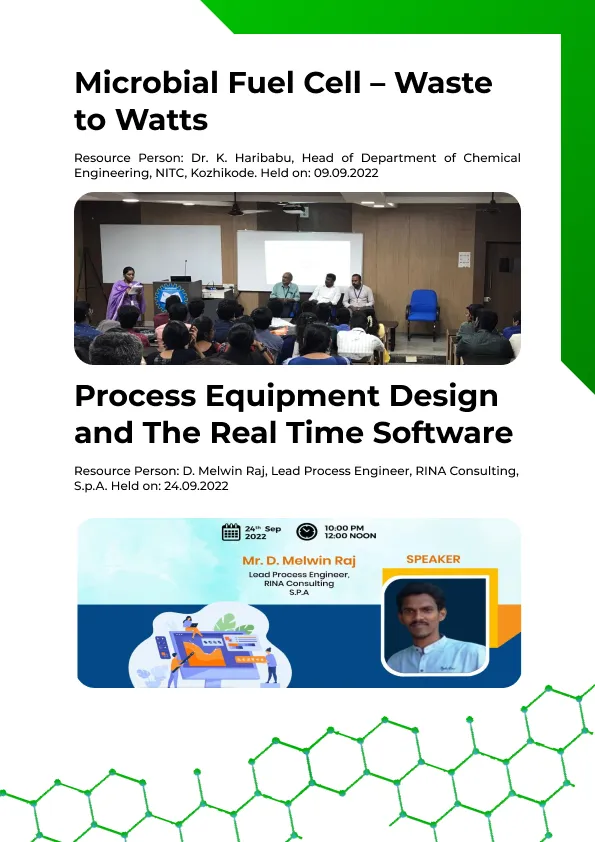 Microbial Fuel Cell – Waste
to Watts
Resource Person: Dr. K. Haribabu, Head of Department of Chemical
Engineering, NITC, Kozhikode. Held on: 09.09.2022
Process Equipment Design
and The Real Time Software
Resource Person: D. Melwin Raj, Lead Process Engineer, RINA Consulting,
S.p.A. Held on: 24.09.2022
24th Sep
2022
10:00 PM
12:00 NOON
Mr. D. Melwin Raj
Lead Process Engineer,
RINA Consulting
S.P.A
SPEAKER